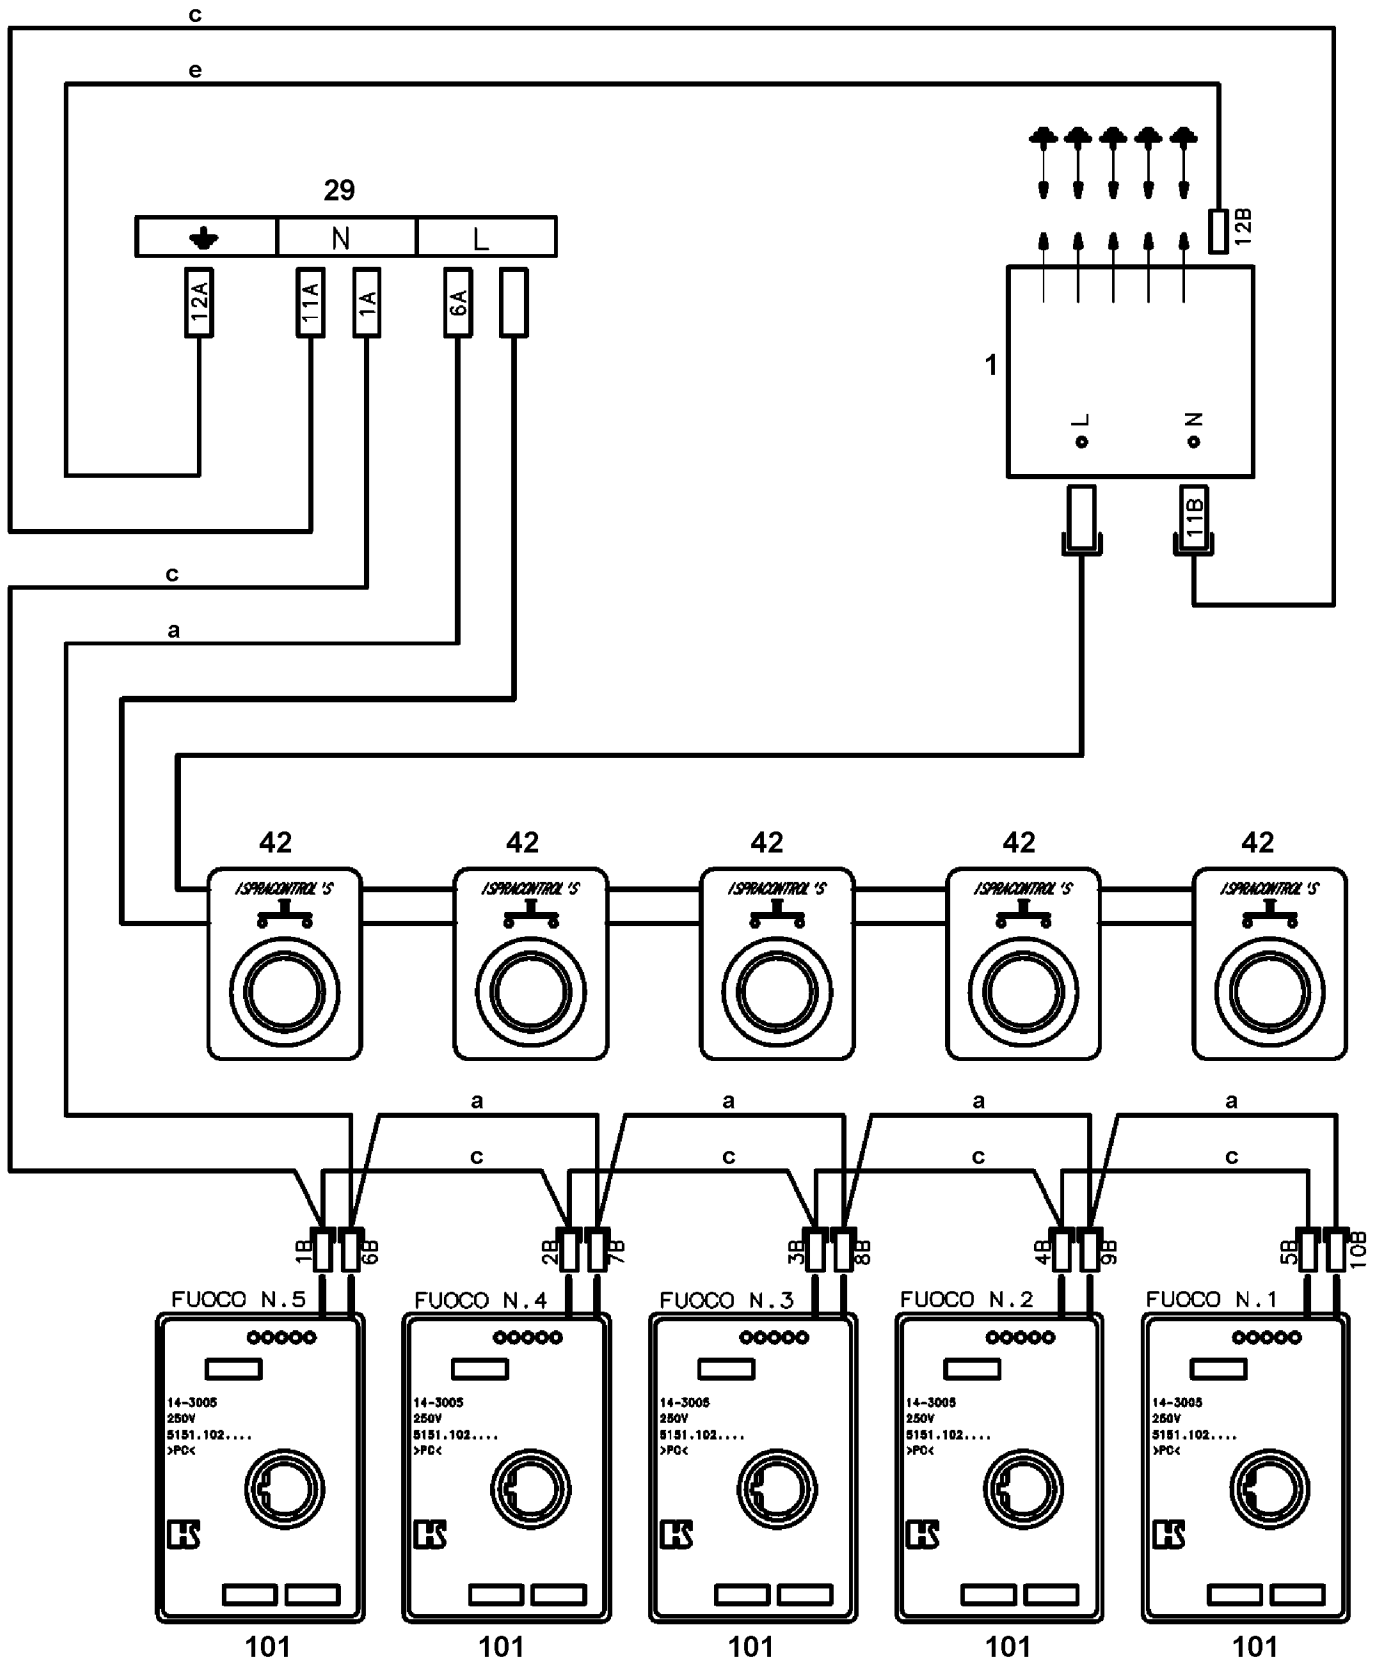 c
e
29
N L
12A 11A 1A 6A
12B
1
L N
11B
c
a
42 42 42 42 42
ISPRACONTROL 'S ISPRACONTROL 'S ISPRACONTROL 'S ISPRACONTROL 'S ISPRACONTROL 'S
a a a a
c c c c
1B 6B 2B 7B 3B 8B 4B 9B 5B 10B
FUOCO N.5 FUOCO N.4 FUOCO N.3 FUOCO N.2 FUOCO N.1
14-3005 14-3005 14-3005 14-3005 14-3005
250V 250V 250V 250V 250V
5151.102.... 5151.102.... 5151.102.... 5151.102.... 5151.102....
>PC< >PC< >PC< >PC< >PC<
HS HS HS HS HS
101 101 101 101 101